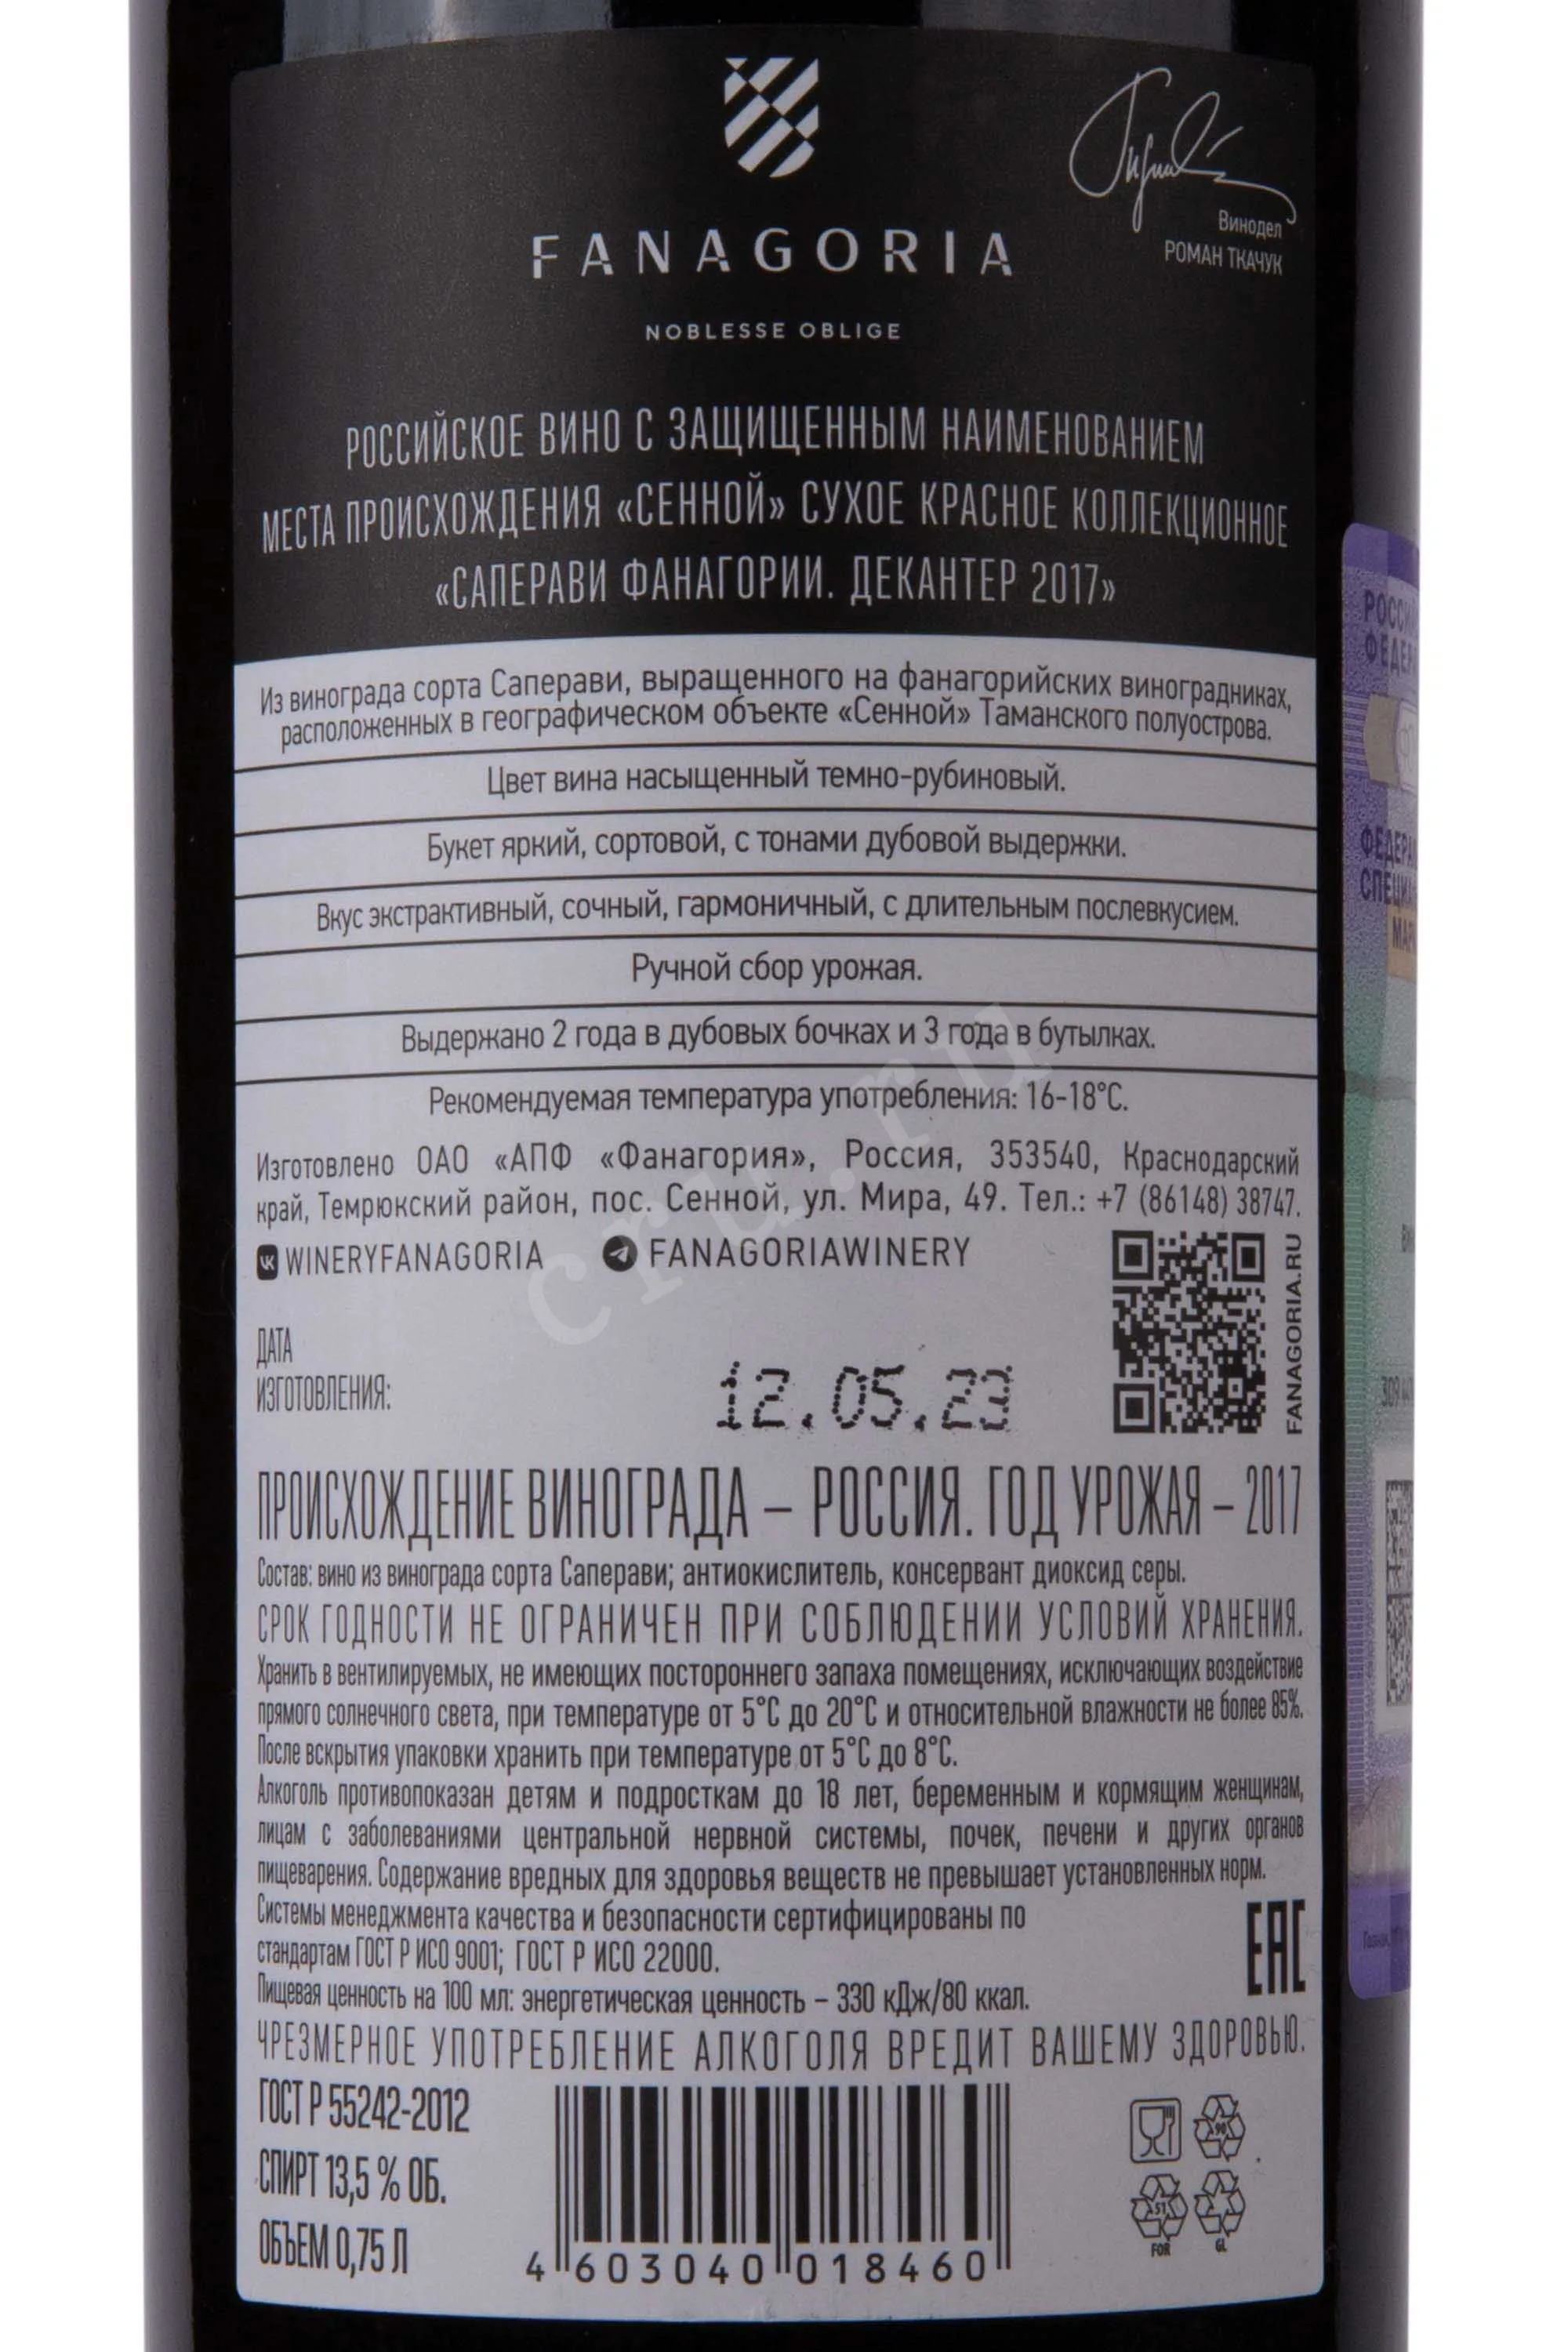 FANAGORIA
NOBLESSE OBLIGE
Винодел
РОМАН ТКАЧУК
РОССИЙСКОЕ ВИНО С ЗАЩИЩЕННЫМ НАИМЕНОВАНИЕМ
МЕСТА ПРОИСХОЖДЕНИЯ «СЕННОЙ» СУХОЕ КРАСНОЕ КОЛЛЕКЦИОННОЕ
«САПЕРАВИ ФАНАГОРИИ. ДЕКАНТЕР 2017»
Из винограда сорта Саперави, выращенного на фанагорийских виноградниках,
расположенных в географическом объекте «Сенной» Таманского полуострова.
Цвет вина насыщенный темно-рубиновый.
Букет яркий, сортовой, с тонами дубовой выдержки.
Вкус экстрактивный, сочный, гармоничный, с длительным послевкусием.
Ручной сбор урожая.
Выдержано 2 года в дубовых бочках и 3 года в бутылках.
Рекомендуемая температура употребления: 16-18°С.
Изготовлено ОАО «АПФ «Фанагория», Россия, 353540, Краснодарский
край, Темрюкский район, пос. Сенной, ул. Мира, 49. Тел.: +7 (86148) 38747.
WINERYFANAGORIA FANAGORIAWINERY
FANAGORIA.RU
ДАТА
ИЗГОТОВЛЕНИЯ:
12.05.23
ПРОИСХОЖДЕНИЕ ВИНОГРАДА – РОССИЯ. ГОД УРОЖАЯ – 2017
Состав: вино из винограда сорта Саперави; антиокислитель, консервант диоксид серы.
СРОК ГОДНОСТИ НЕ ОГРАНИЧЕН ПРИ СОБЛЮДЕНИИ УСЛОВИЙ ХРАНЕНИЯ.
Хранить в вентилируемых, не имеющих постороннего запаха помещениях, исключающих воздействие
прямого солнечного света, при температуре от 5°С до 20°С и относительной влажности не более 85%.
После вскрытия упаковки хранить при температуре от 5°С до 8°С.
Алкоголь противопоказан детям и подросткам до 18 лет, беременным и кормящим женщинам,
лицам с заболеваниями центральной нервной системы, почек, печени и других органов
пищеварения. Содержание вредных для здоровья веществ не превышает установленных норм.
Системы менеджмента качества и безопасности сертифицированы по
стандартам ГОСТ Р ИСО 9001; ГОСТ Р ИСО 22000.
EAC
Пищевая ценность на 100 мл: энергетическая ценность – 330 кДж/80 ккал.
ЧРЕЗМЕРНОЕ УПОТРЕБЛЕНИЕ АЛКОГОЛЯ ВРЕДИТ ВАШЕМУ ЗДОРОВЬЮ.
ГОСТ Р 55242-2012
СПИРТ 13,5 % ОБ.
ОБЪЕМ 0,75 Л
4 603040 018460
90
51
FOR GL
cru.ru